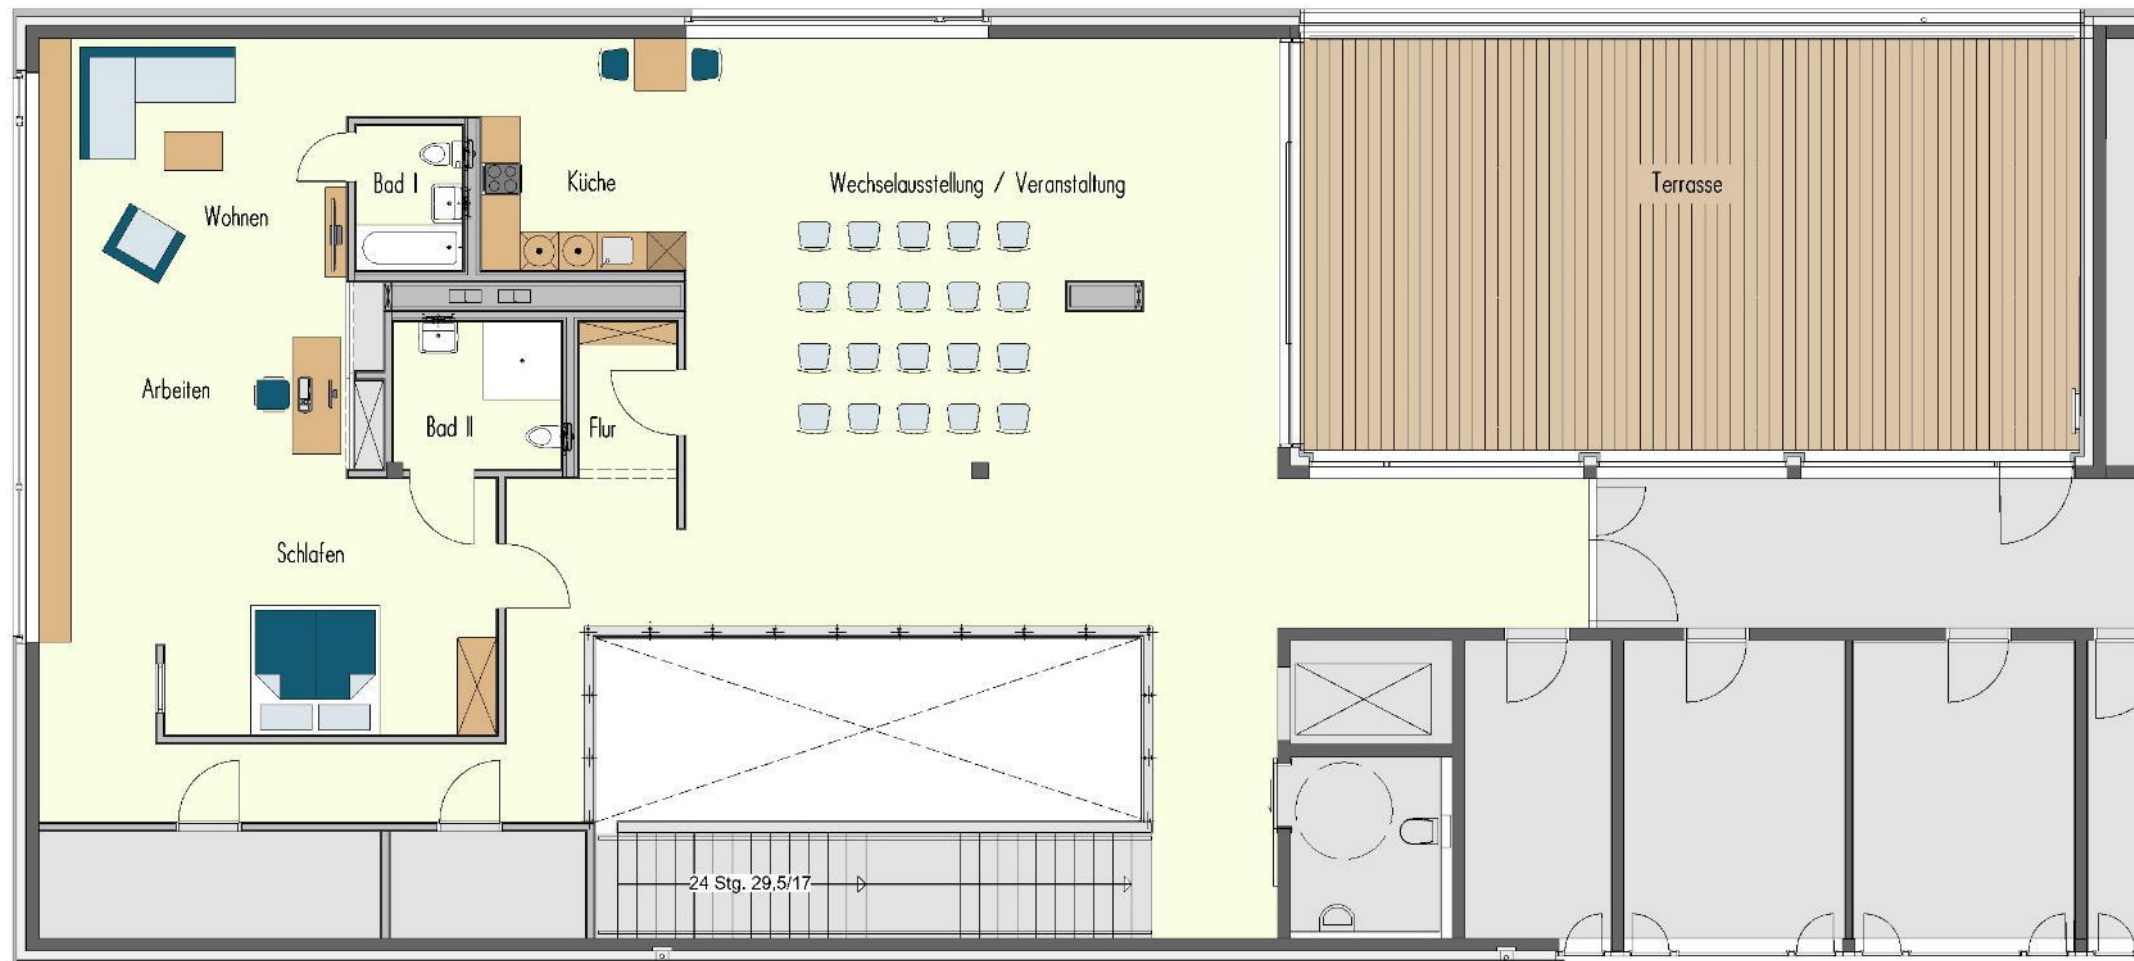 Bad I
Küche
Wechselausstellung / Veranstaltung
Terrasse
Wohnen
Arbeiten
Bad II
Flur
Schlafen
24 Stg. 29,5/17